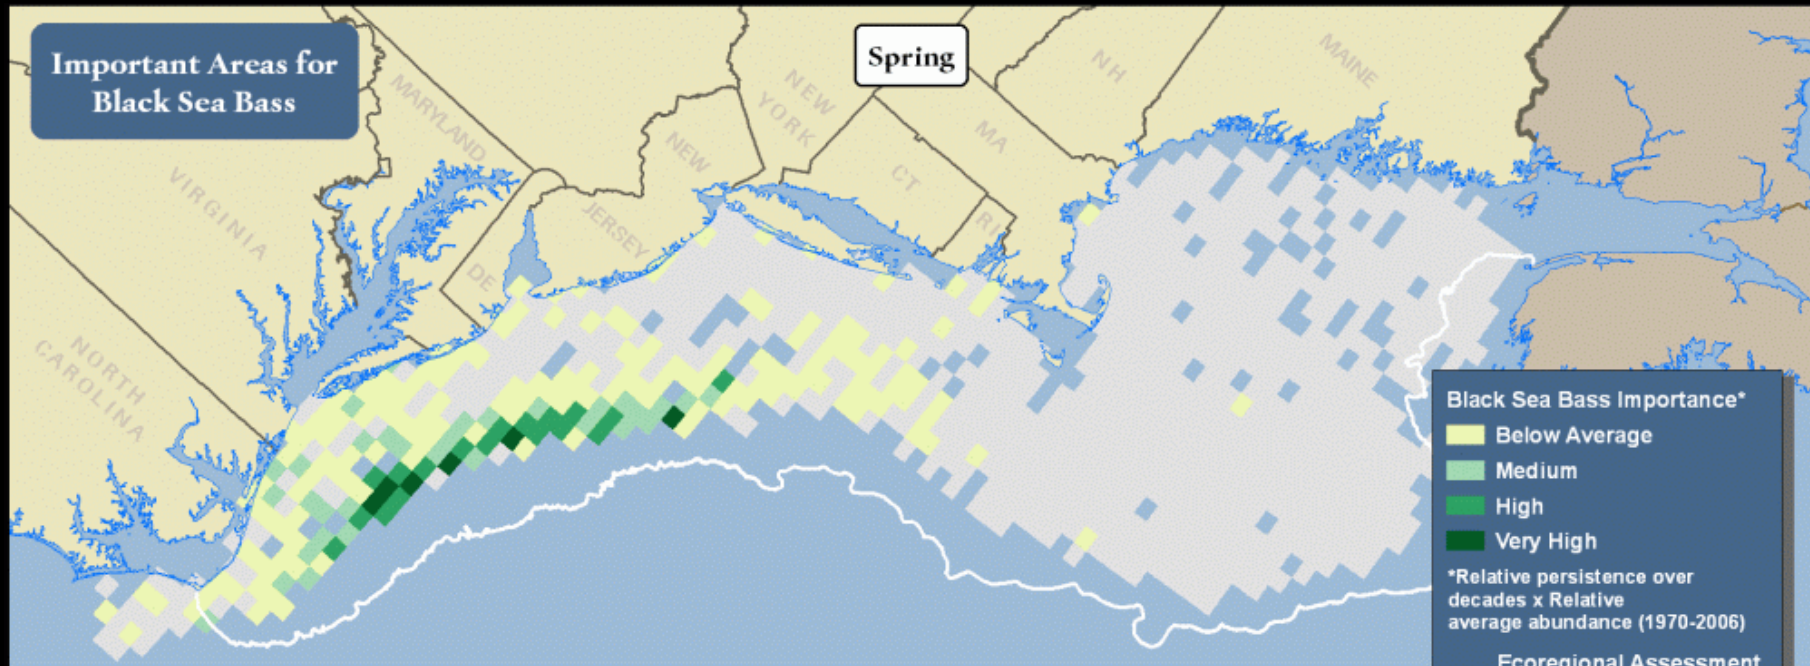 Important Areas for
Black Sea Bass
Spring
MAINE
NH
NEW
YORK
MA
MARYLAND
NEW
JERSEY
CT
RI
VIRGINIA
DE
NORTH
CAROLINA
Black Sea Bass Importance*
Below Average
Medium
High
Very High
*Relative persistence over
decades x Relative
average abundance (1970-2006)
Ecoregional Assessment